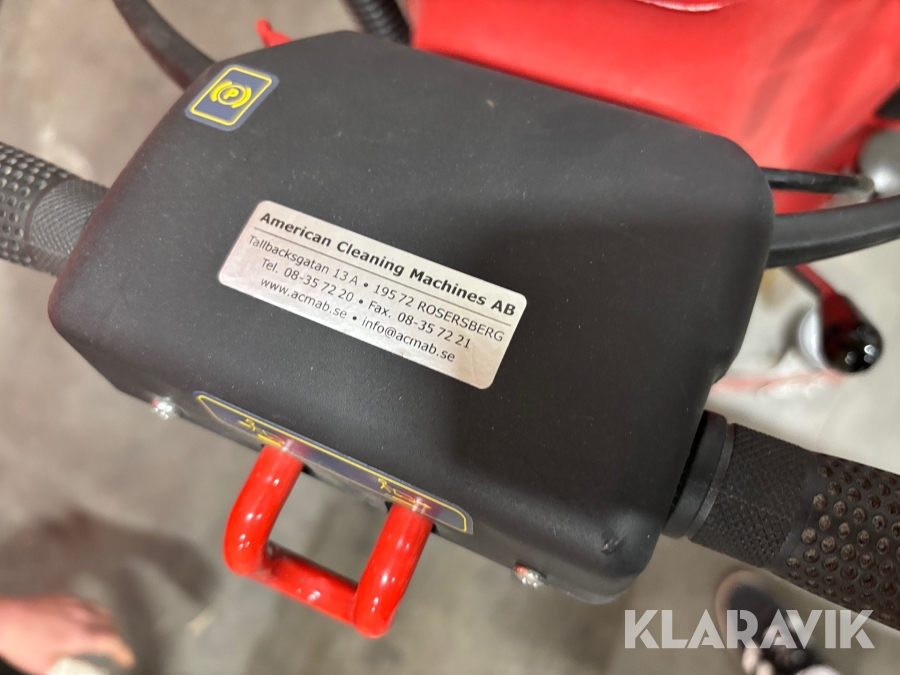 P
American Cleaning Machines AB
Tallbacksgatan 13 A • 195 72 ROSERSBERG
Tel. 08-35 72 20 • Fax. 08-35 72 21
www.acmab.se • info@acmab.se
KLARAVIK